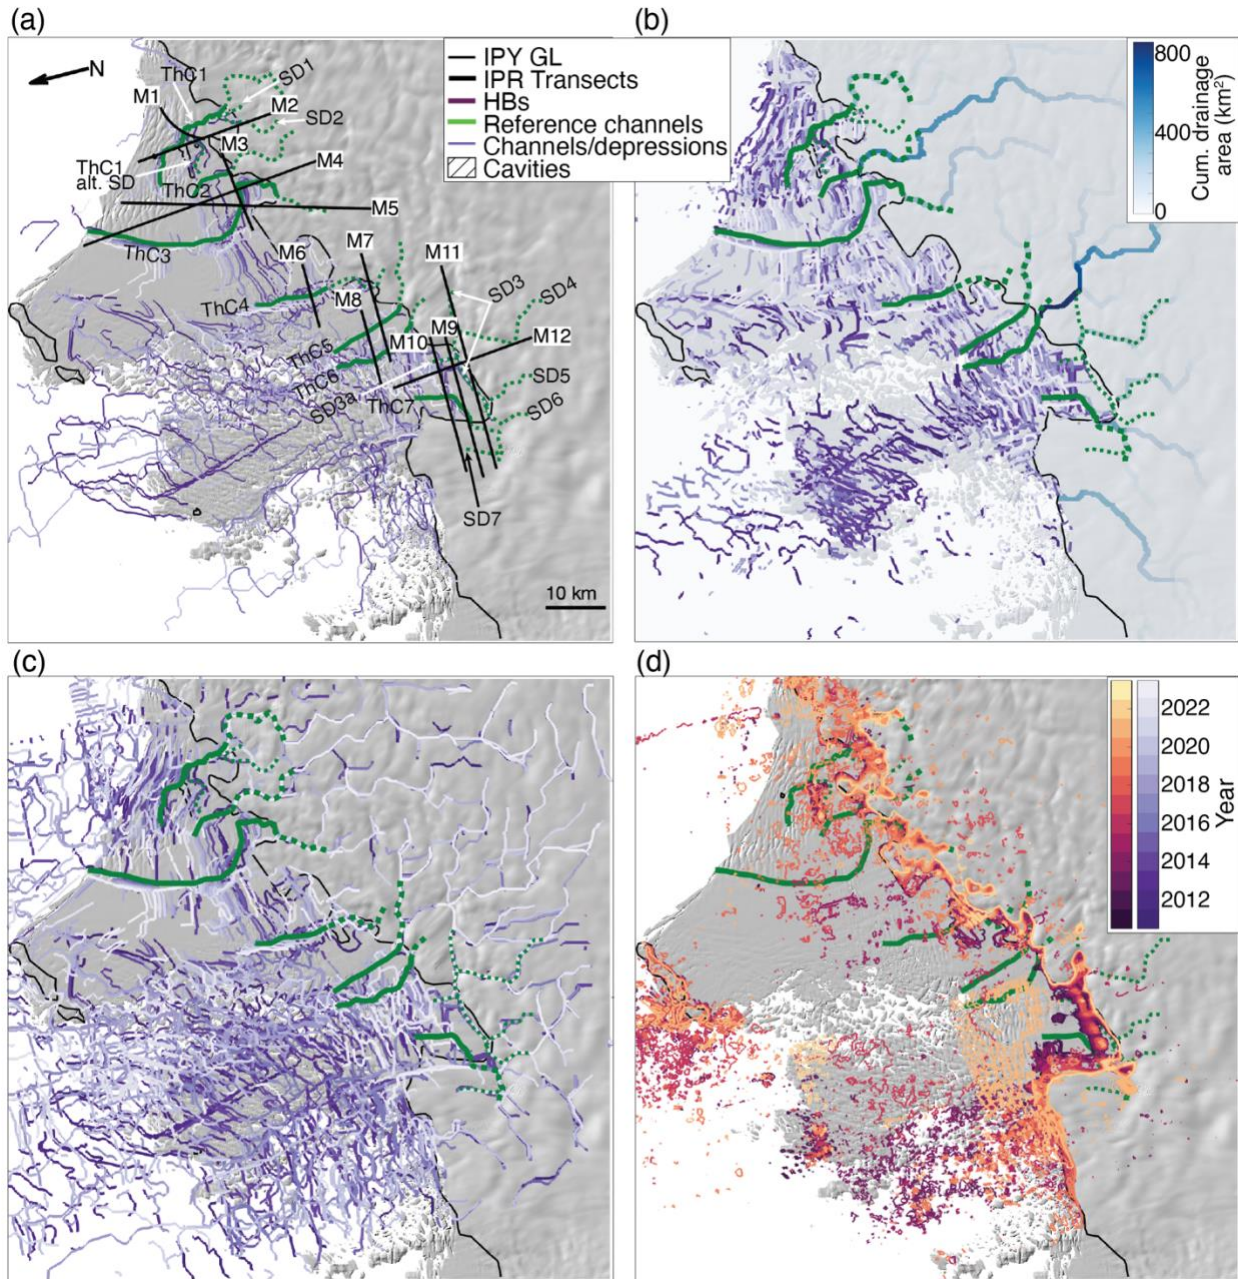 (a)
N
ThC1
SD1
M1
M2
SD2
M3
M4
ThC1
alt. SD
ThC2
M5
ThC3
M6
M7
M11
SD3
SD4
ThC4
M8
M9
M12
M10
ThC5
ThC6
SD5
SD3a
ThC7
SD6
SD7
10 km
IPY GL
IPR Transects
HBs
Reference channels
Channels/depressions
Cavities
(b)
800
400
0
Cum. drainage
area (km²)
(c)
(d)
2022
2020
2018
2016
2014
2012
Year